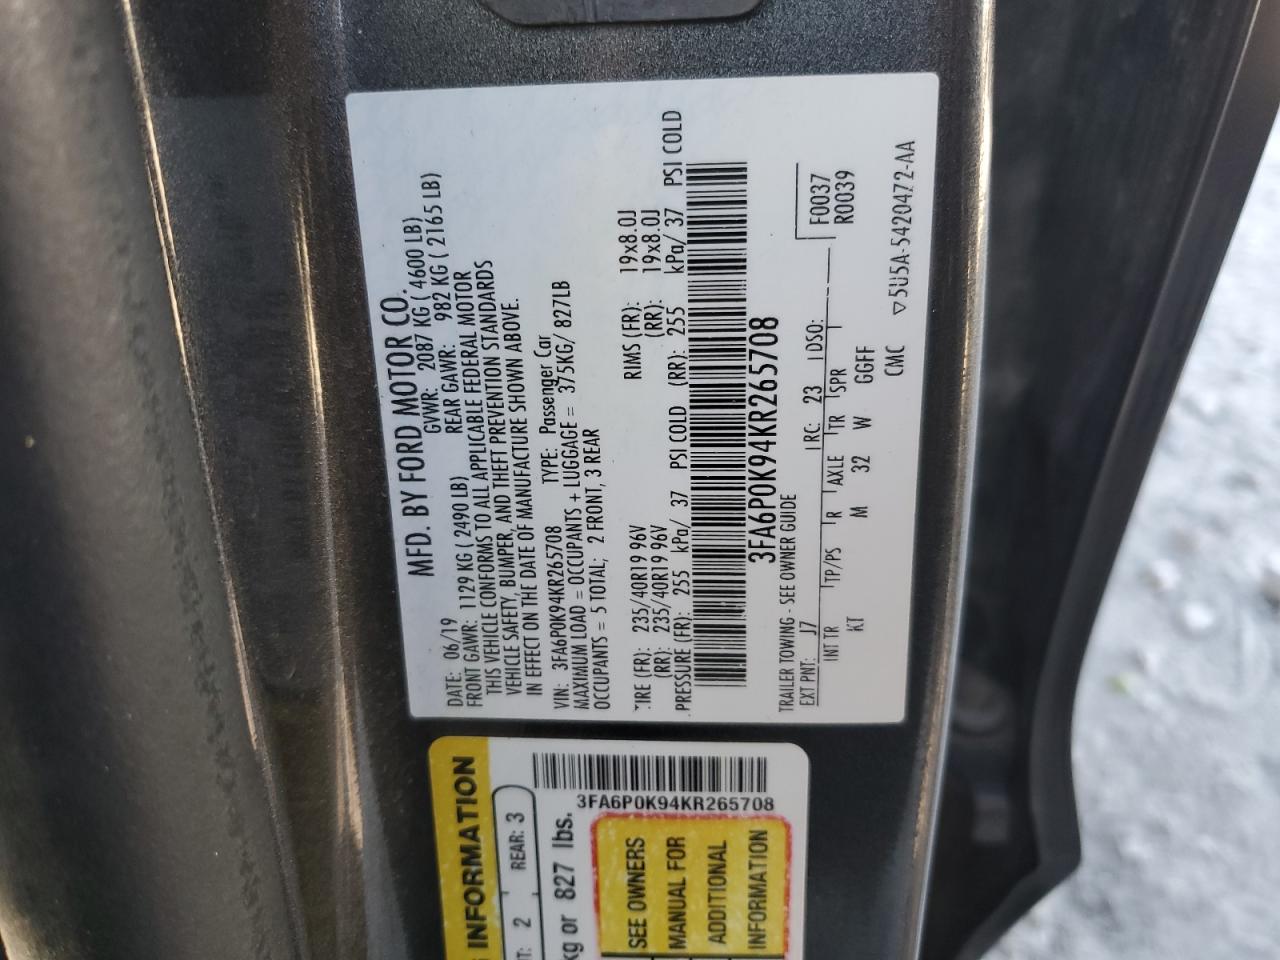 MFD. BY FORD MOTOR CO.
DATE: 06/19 GVWR: 2087 KG ( 4600 LB)
FRONT GAWR: 1129 KG ( 2490 LB) REAR GAWR: 982 KG ( 2165 LB)
THIS VEHICLE CONFORMS TO ALL APPLICABLE FEDERAL MOTOR
VEHICLE SAFETY, BUMPER, AND THEFT PREVENTION STANDARDS
IN EFFECT ON THE DATE OF MANUFACTURE SHOWN ABOVE.
VIN: 3FA6P0K94KR265708 TYPE: Passenger Car
MAXIMUM LOAD = OCCUPANTS + LUGGAGE = 375KG/ 827LB
OCCUPANTS = 5 TOTAL; 2 FRONT, 3 REAR
TIRE (FR): 235/40R19 96V RIMS (FR): 19x8.0J
(RR): 235/40R19 96V (RR): 19x8.0J
PRESSURE (FR): 255 kPa/ 37 PSI COLD (RR): 255 kPa/ 37 PSI COLD
3FA6P0K94KR265708
TRAILER TOWING - SEE OWNER GUIDE
EXT PNT: J7 RC: 23 DSO: F0037
INT TR TP/PS R AXLE TR SPR R0039
KT M 32 W GGFF
CMC ▽5U5A-5420472-AA
INFORMATION
3FA6P0K94KR265708
2 REAR: 3
kg or 827 lbs.
SEE OWNERS
MANUAL FOR
ADDITIONAL
INFORMATION